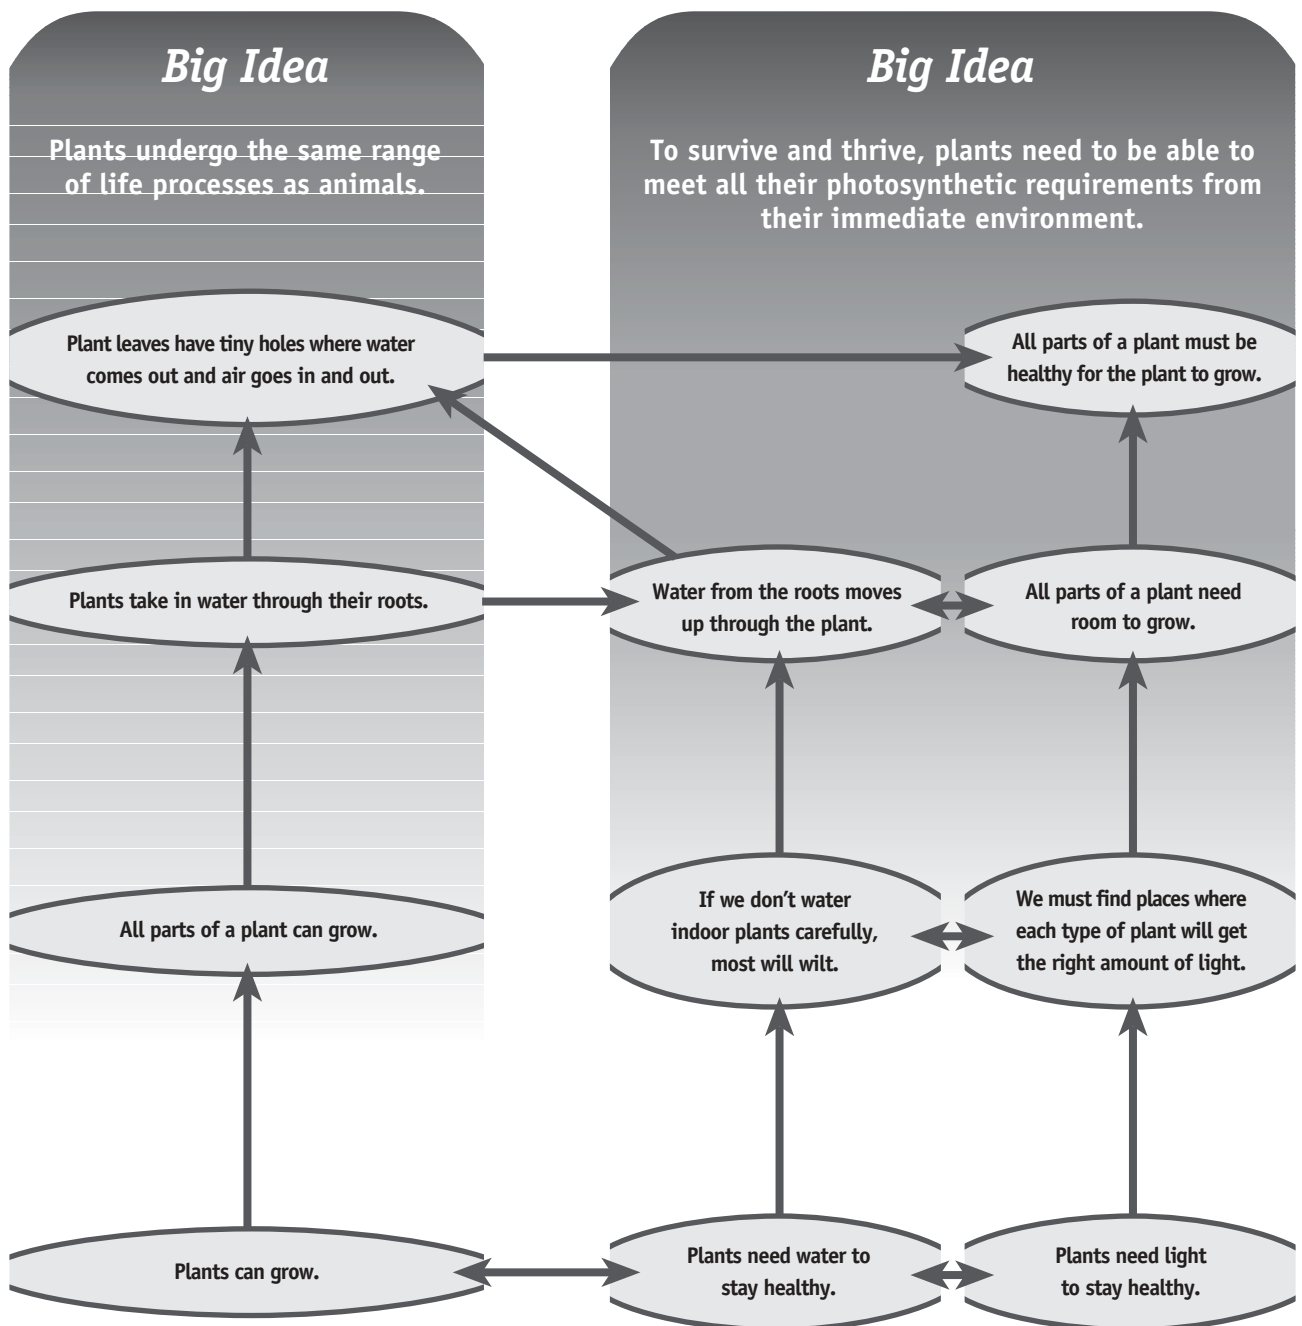 Big Idea
Plants undergo the same range
of life processes as animals.
Big Idea
To survive and thrive, plants need to be able to
meet all their photosynthetic requirements from
their immediate environment.
Plant leaves have tiny holes where water
comes out and air goes in and out.
All parts of a plant must be
healthy for the plant to grow.
Plants take in water through their roots.
Water from the roots moves
up through the plant.
All parts of a plant need
room to grow.
All parts of a plant can grow.
If we don’t water
indoor plants carefully,
most will wilt.
We must find places where
each type of plant will get
the right amount of light.
Plants can grow.
Plants need water to
stay healthy.
Plants need light
to stay healthy.